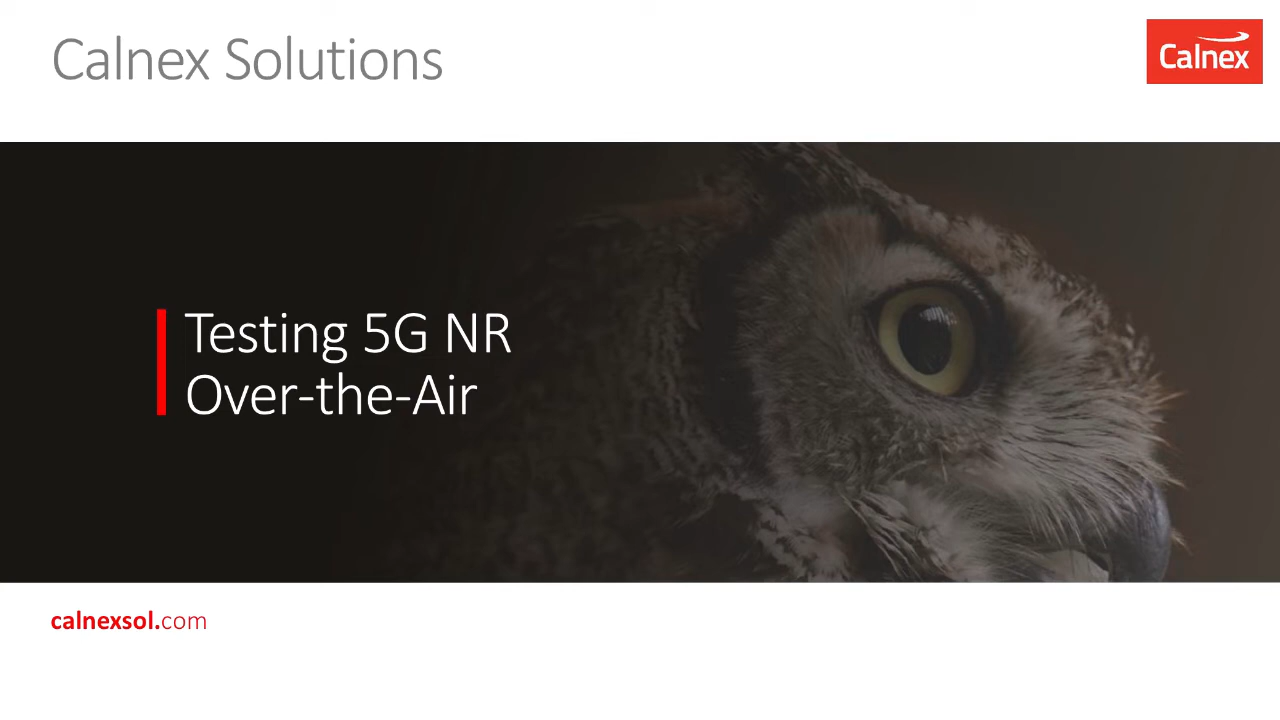 Calnex Solutions
Calnex
Testing 5G NR
Over-the-Air
calnexsol.com